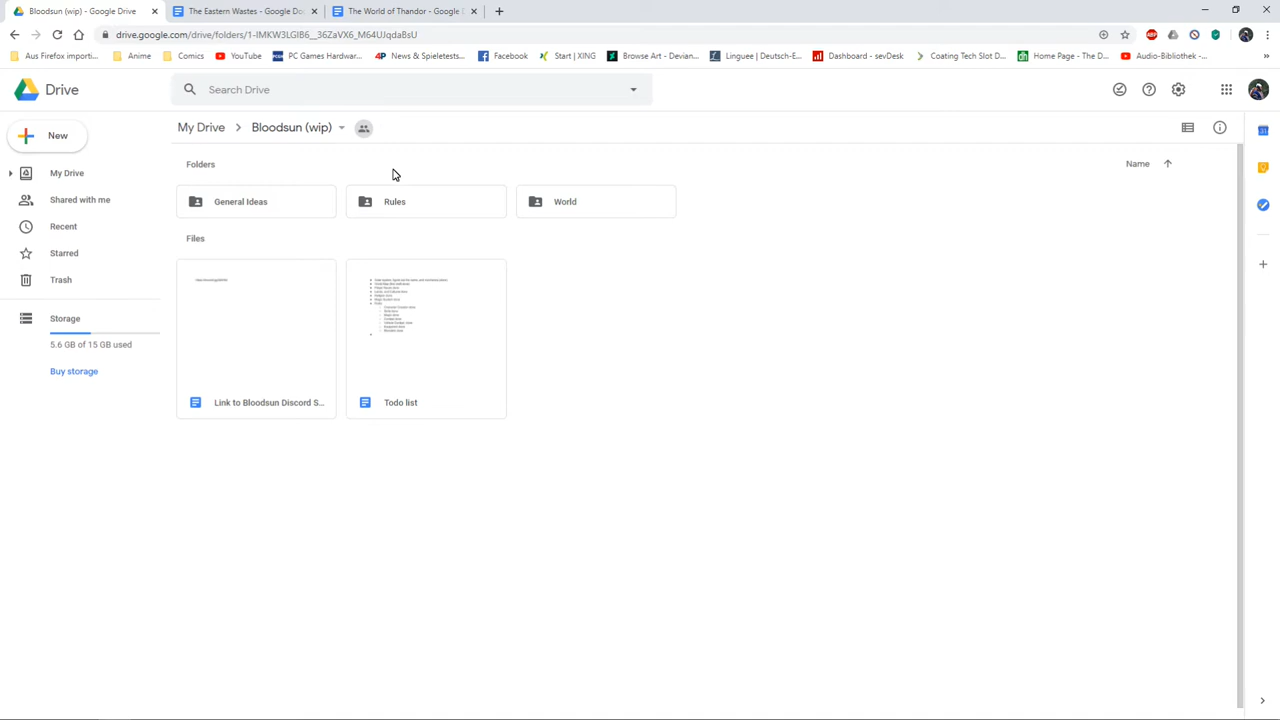 Bloodsun (wip) - Google Drive
The Eastern Wastes - Google Do
The World of Thandor - Google D
drive.google.com/drive/folders/1-IMKW3LGIB6__36ZaVX6_M64UJqdaBsU
Aus Firefox importi...
Anime
Comics
YouTube
PC Games Hardwar...
News & Spieletests...
Facebook
Start | XING
Browse Art - Devian...
Linguee | Deutsch-E...
Dashboard - sevDesk
Coating Tech Slot D...
Home Page - The D...
Audio-Bibliothek -...
Drive
Search Drive
New
My Drive
Bloodsun (wip)
My Drive
Shared with me
Recent
Starred
Trash
Storage
5.6 GB of 15 GB used
Buy storage
Folders
Name
General Ideas
Rules
World
Files
Link to Bloodsun Discord S...
Todo list